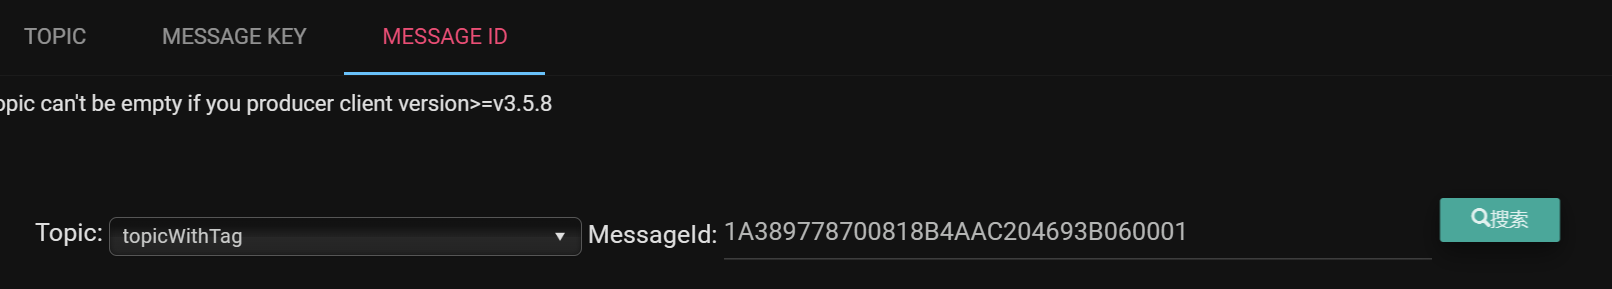 TOPIC MESSAGE KEY MESSAGE ID
opic can't be empty if you producer client version>=v3.5.8
Topic: topicWithTag MessageId: 1A389778700818B4AAC204693B060001 搜索